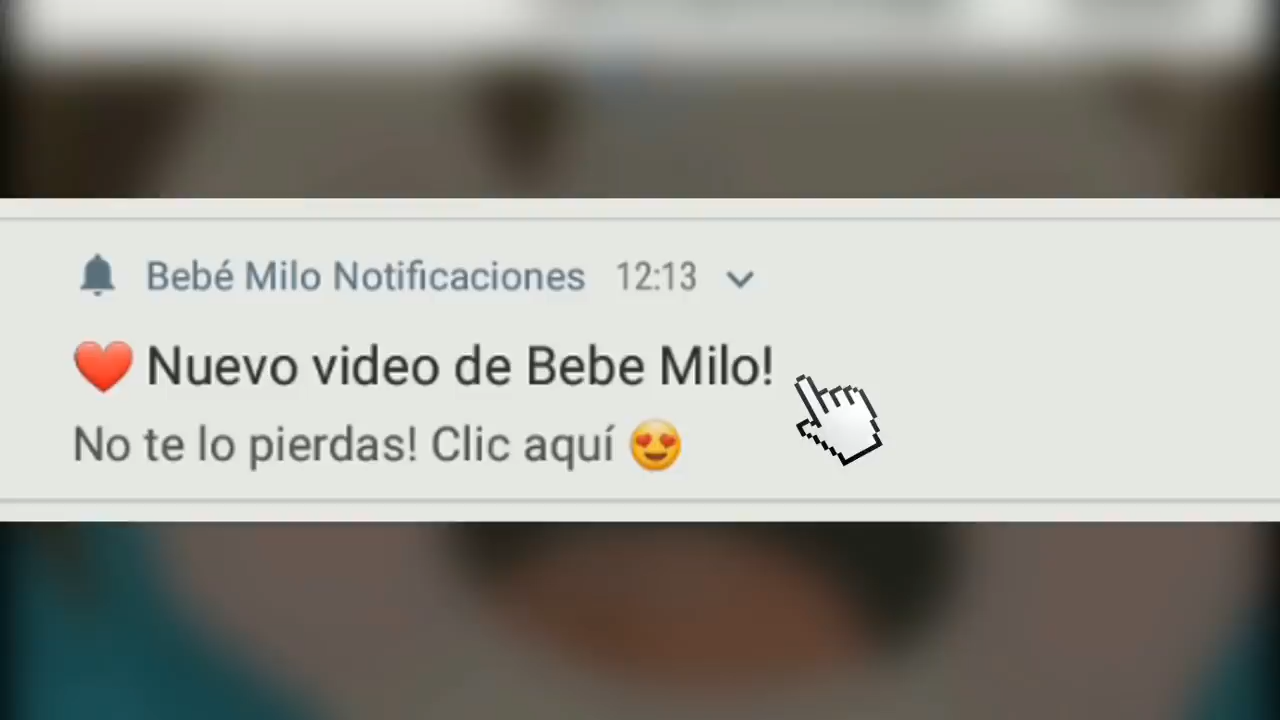 Bebé Milo Notificaciones 12:13
❤️ Nuevo video de Bebe Milo!
No te lo pierdas! Clic aquí 😍